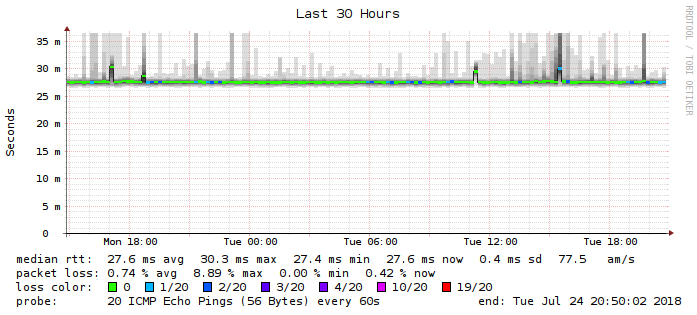 Last 30 Hours
RRDTOOL / TOBI OETIKER
Seconds
35 m
30 m
25 m
20 m
15 m
10 m
5 m
0
Mon 18:00 Tue 00:00 Tue 06:00 Tue 12:00 Tue 18:00
median rtt: 27.6 ms avg 30.3 ms max 27.4 ms min 27.6 ms now 0.4 ms sd 77.5 am/s
packet loss: 0.74 % avg 8.89 % max 0.00 % min 0.42 % now
loss color: 0 1/20 2/20 3/20 4/20 10/20 19/20
probe: 20 ICMP Echo Pings (56 Bytes) every 60s end: Tue Jul 24 20:50:02 2018